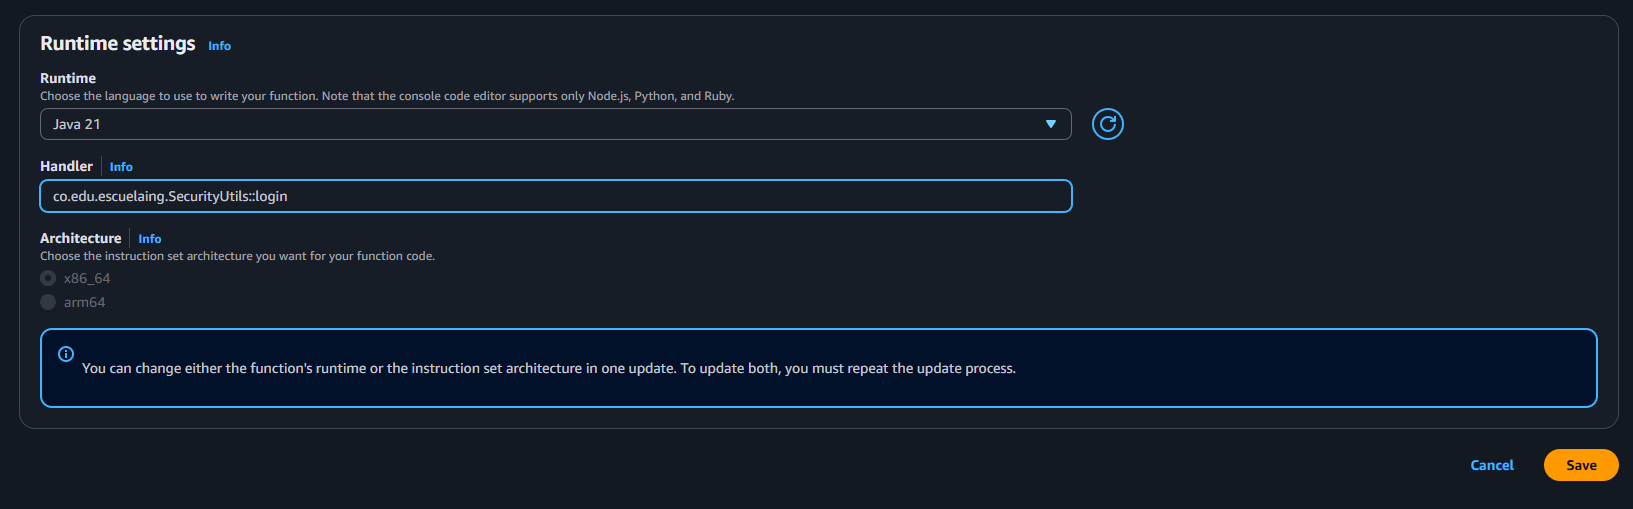 Runtime settings Info
Runtime
Choose the language to use to write your function. Note that the console code editor supports only Node.js, Python, and Ruby.
Java 21
Handler Info
co.edu.escuelaing.SecurityUtils::login
Architecture Info
Choose the instruction set architecture you want for your function code.
x86_64
arm64
You can change either the function's runtime or the instruction set architecture in one update. To update both, you must repeat the update process.
Cancel Save